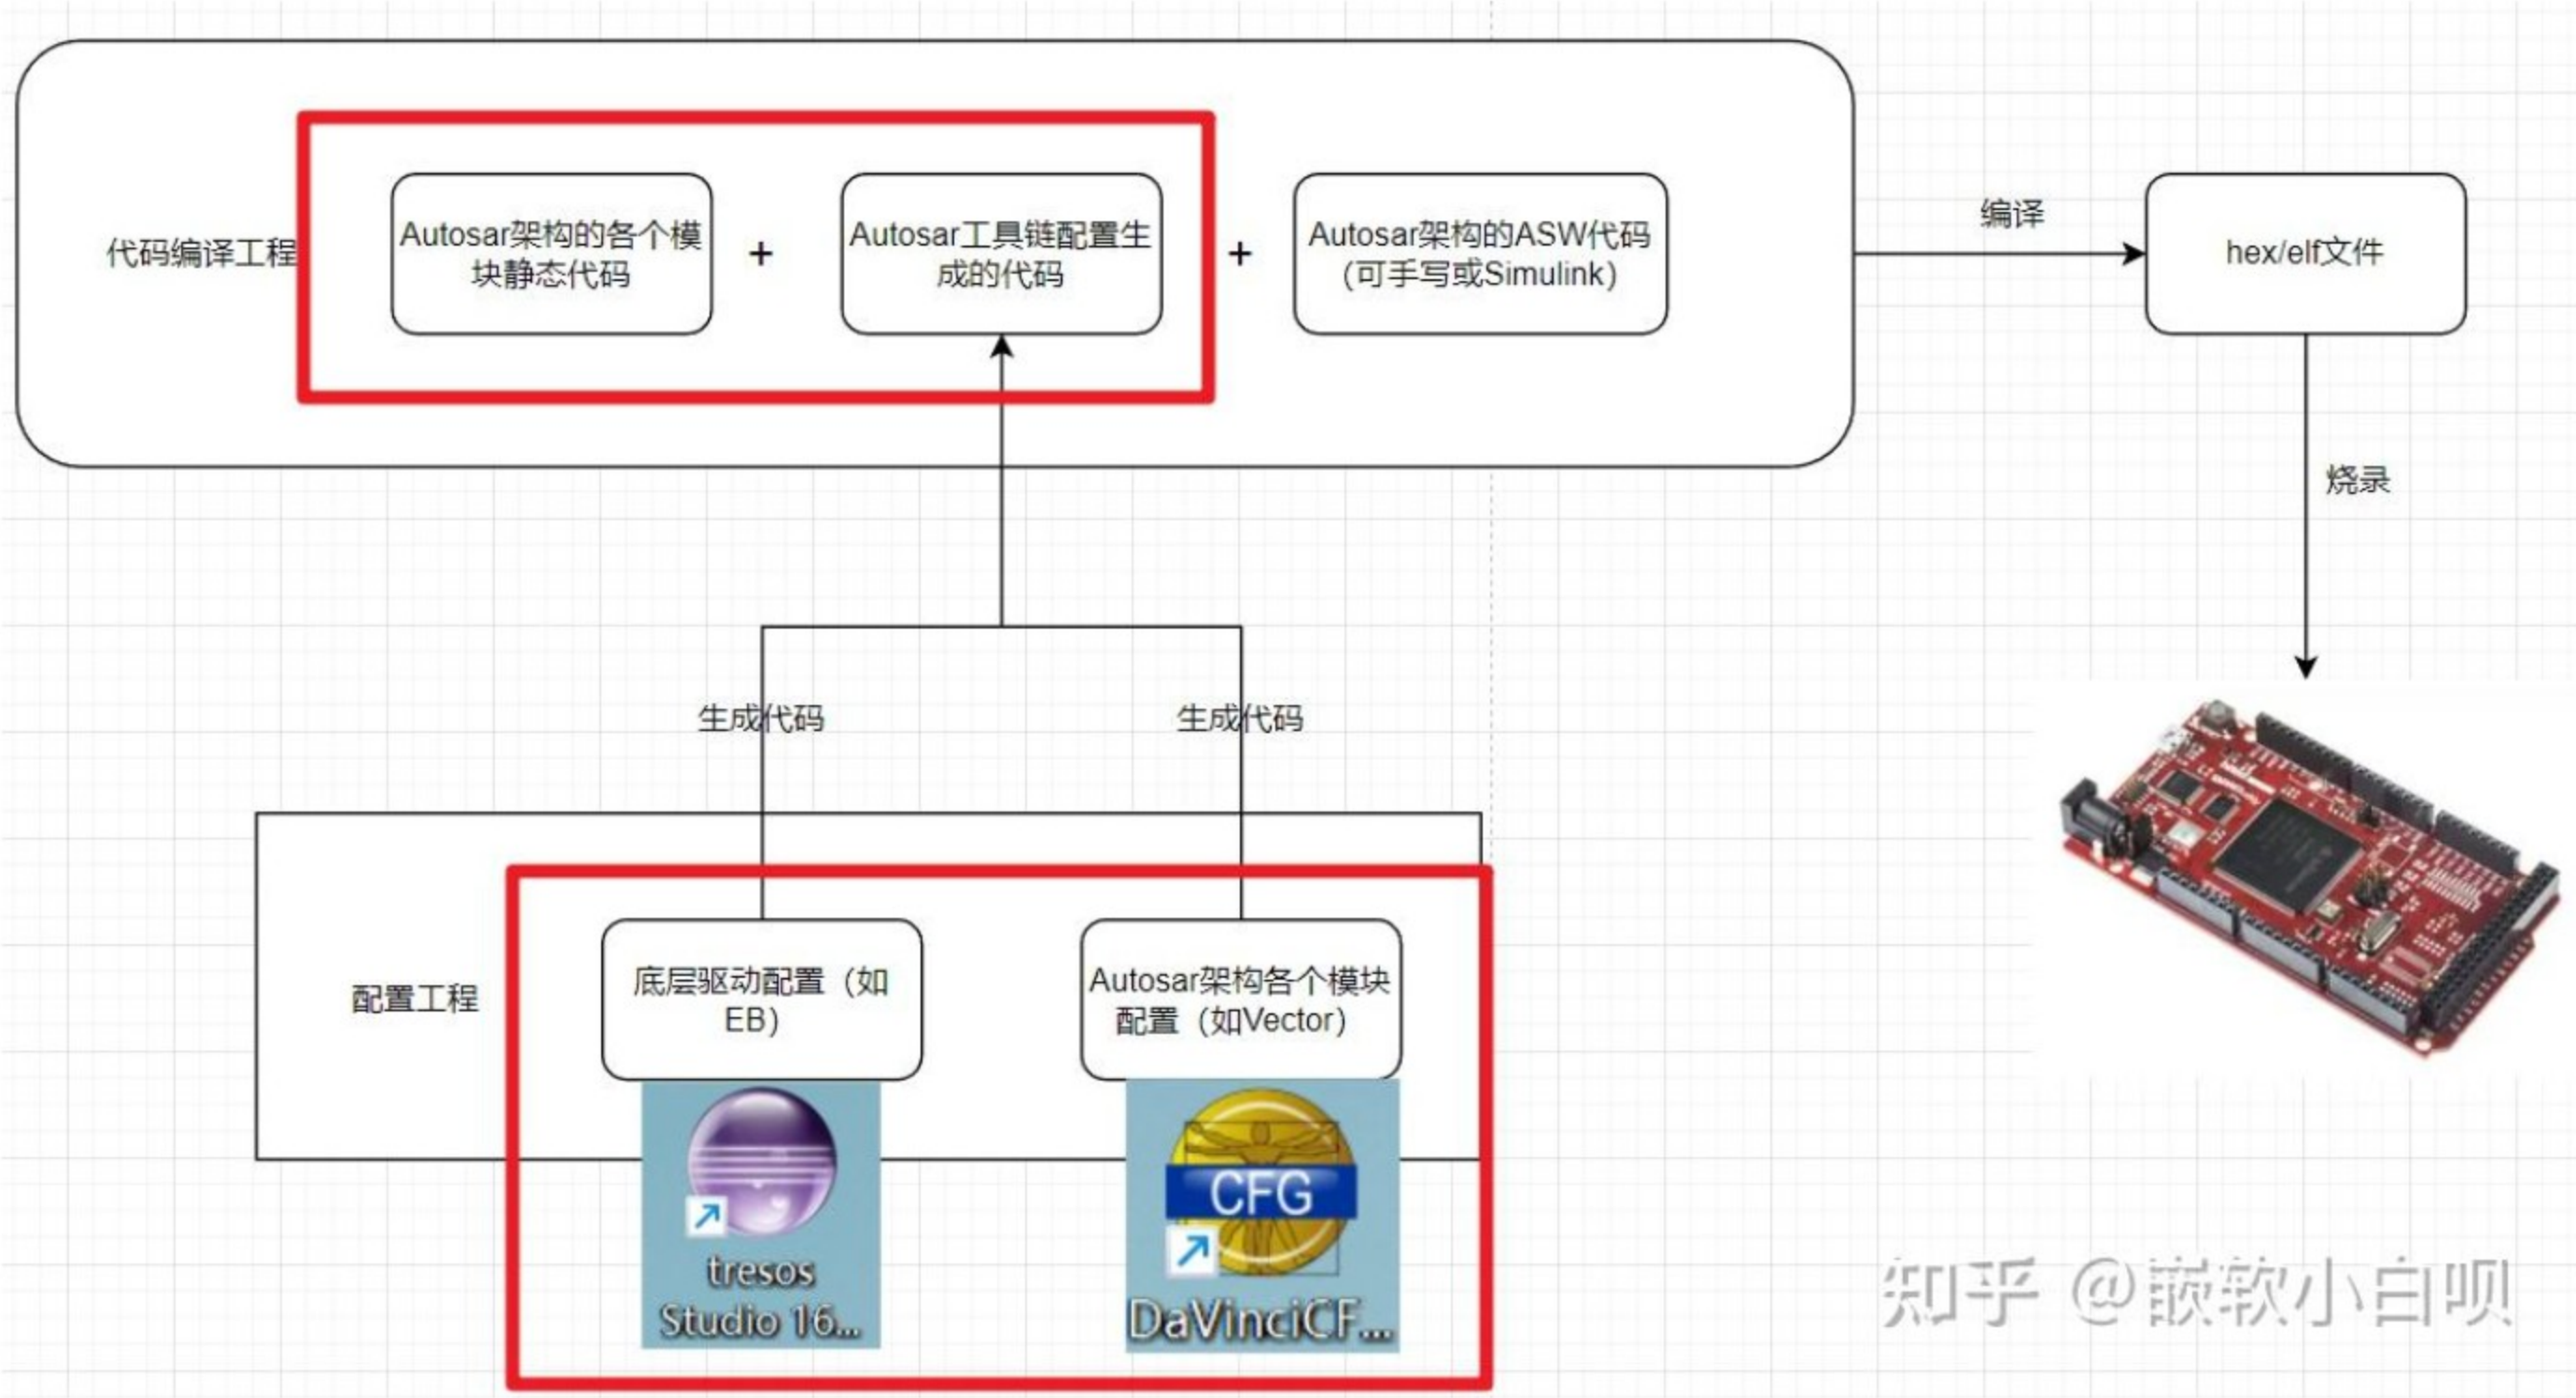 代码编译工程
Autosar架构的各个模
块静态代码
+
Autosar工具链配置生
成的代码
+
Autosar架构的ASW代码
(可手写或Simulink）
编译
hex/elf文件
烧录
生成代码
生成代码
配置工程
底层驱动配置（如
EB）
Autosar架构各个模块
配置（如Vector）
CFG
tresos
Studio 16...
DaVinciCF...
知乎 @嵌软小白呗